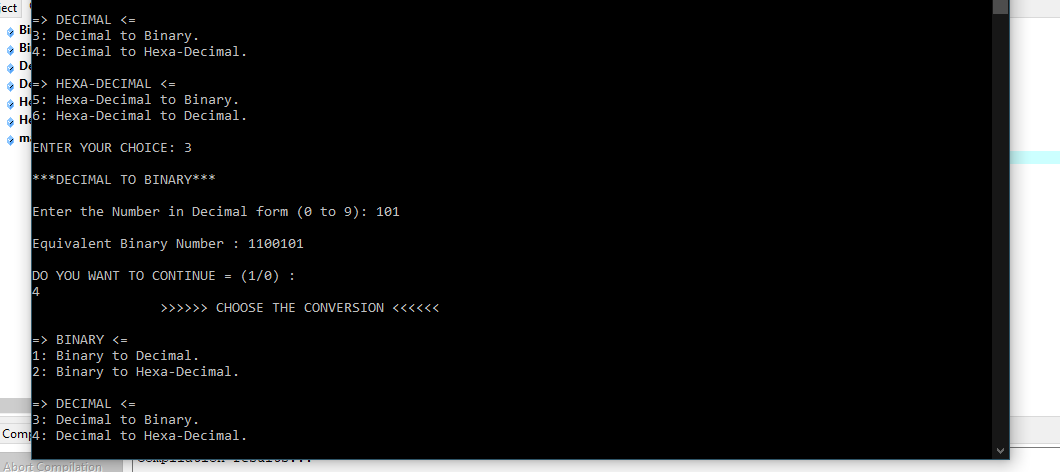 ject
=> DECIMAL <=
3: Decimal to Binary.
4: Decimal to Hexa-Decimal.
=> HEXA-DECIMAL <=
5: Hexa-Decimal to Binary.
6: Hexa-Decimal to Decimal.
ENTER YOUR CHOICE: 3
***DECIMAL TO BINARY***
Enter the Number in Decimal form (0 to 9): 101
Equivalent Binary Number : 1100101
DO YOU WANT TO CONTINUE = (1/0) :
4
>>>>>> CHOOSE THE CONVERSION <<<<<<
=> BINARY <=
1: Binary to Decimal.
2: Binary to Hexa-Decimal.
=> DECIMAL <=
3: Decimal to Binary.
4: Decimal to Hexa-Decimal.
Bi
Bi
De
De
He
He
m
Comp
Abort Compilation
Compilation results...